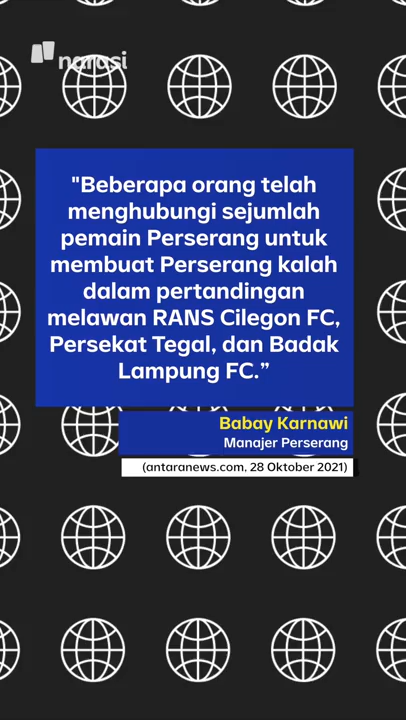 narasi
"Beberapa orang telah
menghubungi sejumlah
pemain Perserang untuk
membuat Perserang kalah
dalam pertandingan
melawan RANS Cilegon FC,
Persekat Tegal, dan Badak
Lampung FC.”
Babay Karnawi
Manajer Perserang
(antaranews.com, 28 Oktober 2021)